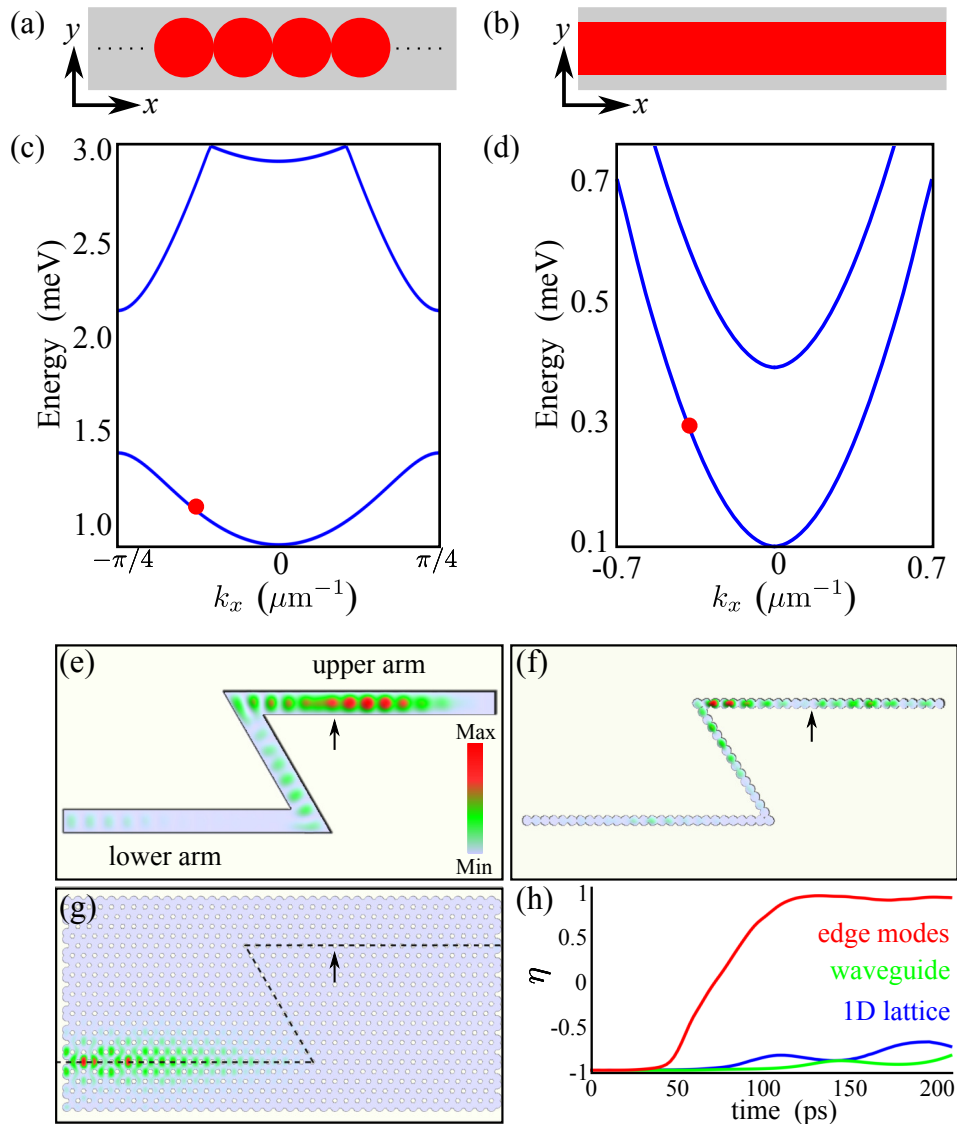 (a)
y
x
(b)
y
x
(c)
Energy (meV)
3.0
2.5
2.0
1.5
1.0
−π/4
0
π/4
k_x (μm⁻¹)
(d)
Energy (meV)
0.7
0.5
0.3
0.1
-0.7
0
0.7
k_x (μm⁻¹)
(e)
upper arm
Max
Min
lower arm
(f)
(g)
(h)
η
1
0.5
0
-0.5
-1
edge modes
waveguide
1D lattice
0
50
100
150
200
time (ps)